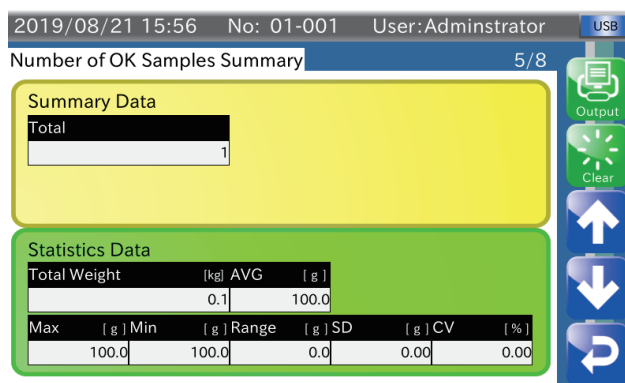 2019/08/21 15:56 No: 01-001 User:Adminstrator USB
Number of OK Samples Summary 5/8
Output
Clear
Summary Data
Total
1
Statistics Data
Total Weight [kg] AVG [ g ]
0.1 100.0
Max [ g ] Min [ g ] Range [ g ] SD [ g ] CV [ % ]
100.0 100.0 0.0 0.00 0.00